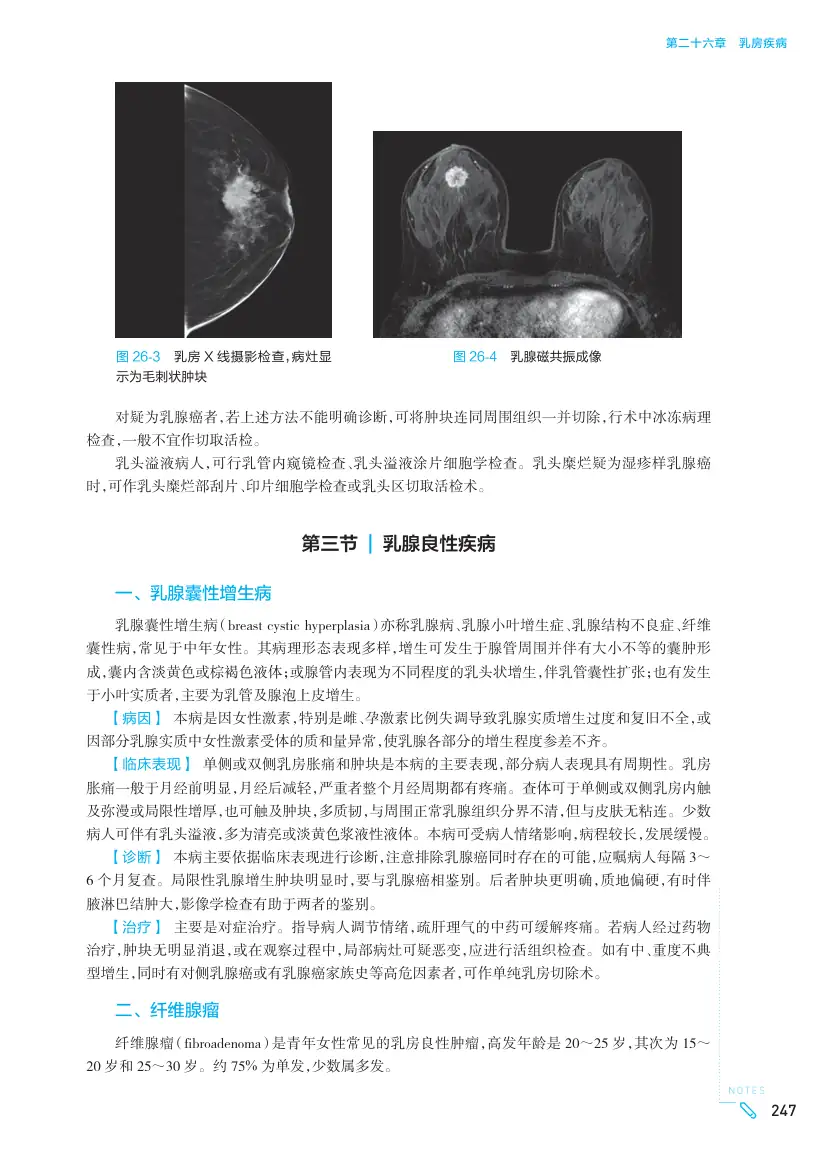 第二十六章 乳房疾病
图 26-3 乳房 X 线摄影检查,病灶显
示为毛刺状肿块
图 26-4 乳腺磁共振成像
对疑为乳腺癌者,若上述方法不能明确诊断,可将肿块连同周围组织一并切除,行术中冰冻病理
检查,一般不宜作切取活检。
乳头溢液病人,可行乳管内窥镜检查、乳头溢液涂片细胞学检查。乳头糜烂疑为湿疹样乳腺癌
时,可作乳头糜烂部刮片、印片细胞学检查或乳头区切取活检术。
第三节 | 乳腺良性疾病
一、乳腺囊性增生病
乳腺囊性增生病(breast cystic hyperplasia)亦称乳腺病、乳腺小叶增生症、乳腺结构不良症、纤维
囊性病,常见于中年女性。其病理形态表现多样,增生可发生于腺管周围并伴有大小不等的囊肿形
成,囊内含淡黄色或棕褐色液体;或腺管内表现为不同程度的乳头状增生,伴乳管囊性扩张;也有发生
于小叶实质者,主要为乳管及腺泡上皮增生。
【病因】 本病是因女性激素,特别是雌、孕激素比例失调导致乳腺实质增生过度和复旧不全,或
因部分乳腺实质中女性激素受体的质和量异常,使乳腺各部分的增生程度参差不齐。
【临床表现】 单侧或双侧乳房胀痛和肿块是本病的主要表现,部分病人表现具有周期性。乳房
胀痛一般于月经前明显,月经后减轻,严重者整个月经周期都有疼痛。查体可于单侧或双侧乳房内触
及弥漫或局限性增厚,也可触及肿块,多质韧,与周围正常乳腺组织分界不清,但与皮肤无粘连。少数
病人可伴有乳头溢液,多为清亮或淡黄色浆液性液体。本病可受病人情绪影响,病程较长,发展缓慢。
【诊断】 本病主要依据临床表现进行诊断,注意排除乳腺癌同时存在的可能,应嘱病人每隔 3~
6 个月复查。局限性乳腺增生肿块明显时,要与乳腺癌相鉴别。后者肿块更明确,质地偏硬,有时伴
腋淋巴结肿大,影像学检查有助于两者的鉴别。
【治疗】 主要是对症治疗。指导病人调节情绪,疏肝理气的中药可缓解疼痛。若病人经过药物
治疗,肿块无明显消退,或在观察过程中,局部病灶可疑恶变,应进行活组织检查。如有中、重度不典
型增生,同时有对侧乳腺癌或有乳腺癌家族史等高危因素者,可作单纯乳房切除术。
二、纤维腺瘤
纤维腺瘤(fibroadenoma)是青年女性常见的乳房良性肿瘤,高发年龄是 20~25 岁,其次为 15~
20 岁和 25~30 岁。约 75% 为单发,少数属多发。
NOTES
247